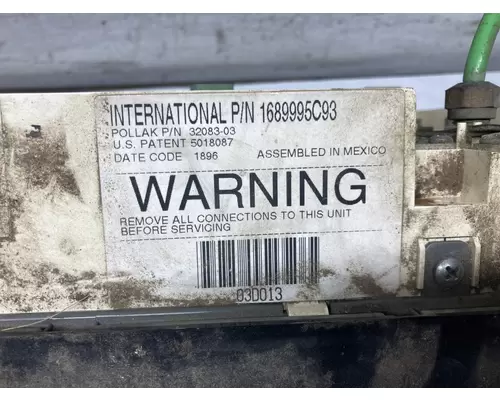 INTERNATIONAL P/N 1689995C93
POLLAK P/N 32083-03
U.S. PATENT 5018087
DATE CODE 1896 ASSEMBLED IN MEXICO
WARNING
REMOVE ALL CONNECTIONS TO THIS UNIT
BEFORE SERVICING
83D013